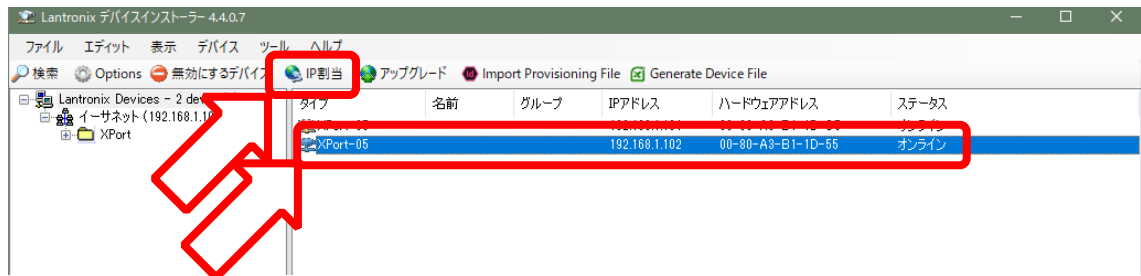 Lantronix デバイスインストーラー 4.4.0.7
ファイル エディット 表示 デバイス ツール ヘルプ
検索 Options 無効にするデバイ IP割当 アップグレード Import Provisioning File Generate Device File
Lantronix Devices - 2
イーサネット (192.168.1.
XPort
タイプ 名前 グループ IPアドレス ハードウェアアドレス ステータス
XPort-05 192.168.1.102 00-80-A3-B1-1D-55 オンライン